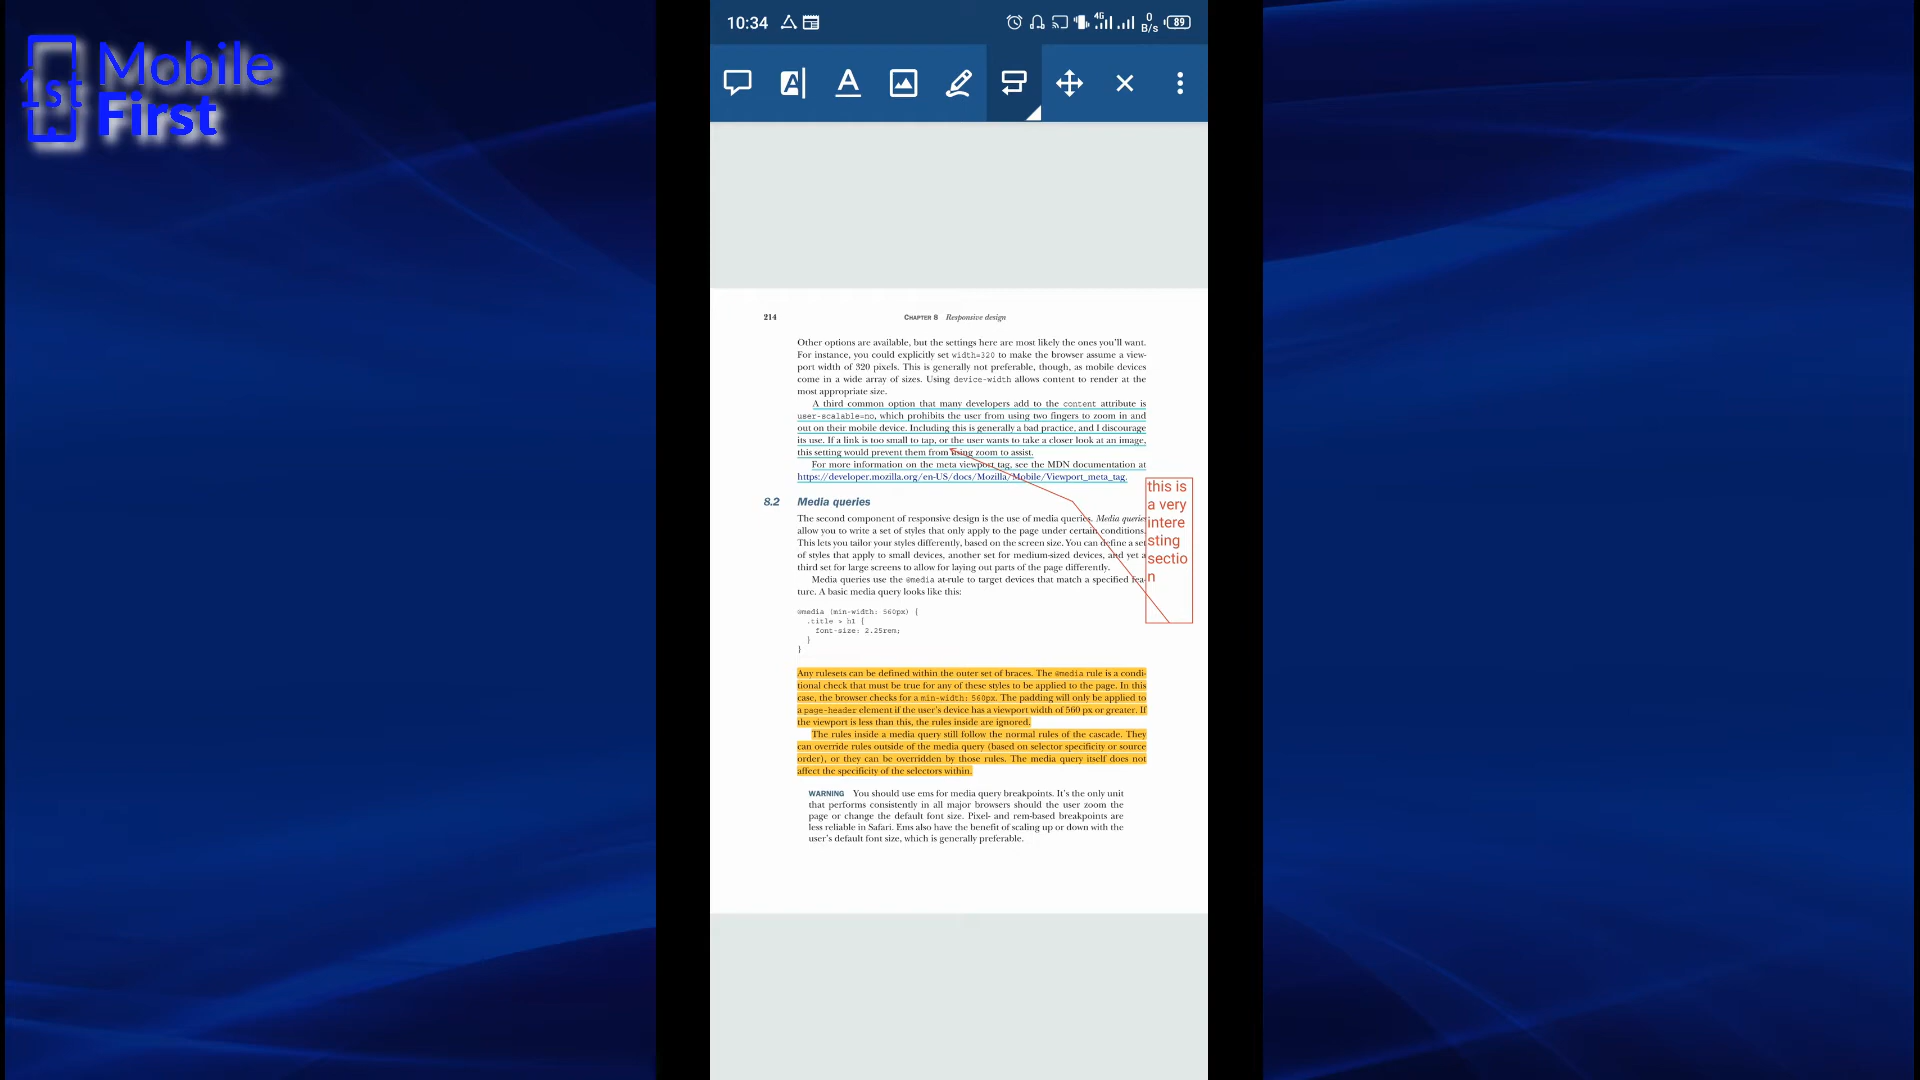 1st Mobile
First
10:34
4G
0
B/s
89
A
A
214
CHAPTER 8 Responsive design
Other options are available, but the settings here are most likely the ones you'll want.
For instance, you could explicitly set width=320 to make the browser assume a view-
port width of 320 pixels. This is generally not preferable, though, as mobile devices
come in a wide array of sizes. Using device-width allows content to render at the
most appropriate size.
A third common option that many developers add to the content attribute is
user-scalable=no, which prohibits the user from using two fingers to zoom in and
out on their mobile device. Including this is generally a bad practice, and I discourage
its use. If a link is too small to tap, or the user wants to take a closer look at an image,
this setting would prevent them from using zoom to assist.
For more information on the meta viewport tag, see the MDN documentation at
https://developer.mozilla.org/en-US/docs/Mozilla/Mobile/Viewport_meta_tag.
this is
a very
intere
sting
sectio
n
8.2 Media queries
The second component of responsive design is the use of media queries. Media queries
allow you to write a set of styles that only apply to the page under certain conditions.
This lets you tailor your styles differently, based on the screen size. You can define a set
of styles that apply to small devices, another set for medium-sized devices, and yet a
third set for large screens to allow for laying out parts of the page differently.
Media queries use the @media at-rule to target devices that match a specified fea-
ture. A basic media query looks like this:
@media (min-width: 560px) {
.title > h1 {
font-size: 2.25rem;
}
}
Any rulesets can be defined within the outer set of braces. The @media rule is a condi-
tional check that must be true for any of these styles to be applied to the page. In this
case, the browser checks for a min-width: 560px. The padding will only be applied to
a page-header element if the user's device has a viewport width of 560 px or greater. If
the viewport is less than this, the rules inside are ignored.
The rules inside a media query still follow the normal rules of the cascade. They
can override rules outside of the media query (based on selector specificity or source
order), or they can be overridden by those rules. The media query itself does not
affect the specificity of the selectors within.
WARNING You should use ems for media query breakpoints. It's the only unit
that performs consistently in all major browsers should the user zoom the
page or change the default font size. Pixel- and rem-based breakpoints are
less reliable in Safari. Ems also have the benefit of scaling up or down with the
user's default font size, which is generally preferable.